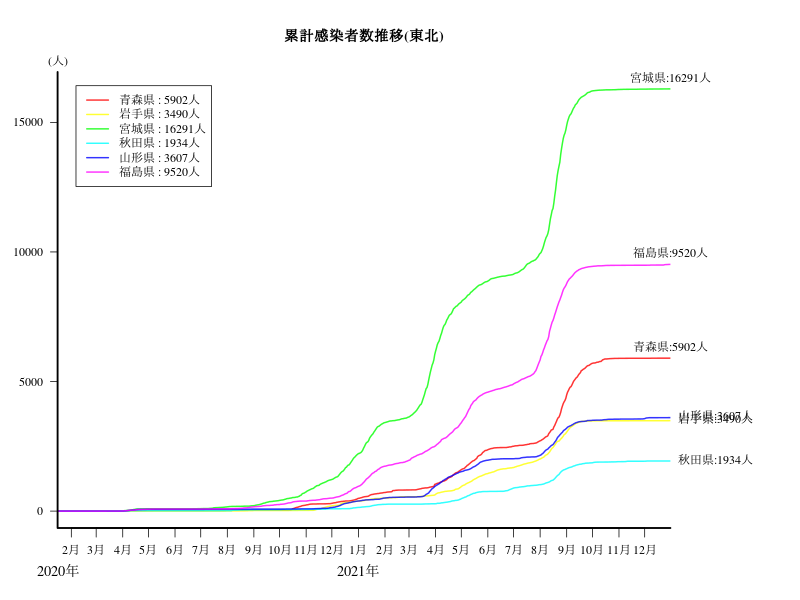 累計感染者数推移(東北)
(人)
宮城県:16291人
青森県 : 5902人
岩手県 : 3490人
宮城県 : 16291人
秋田県 : 1934人
山形県 : 3607人
福島県 : 9520人
15000
10000
福島県:9520人
青森県:5902人
5000
山形県:3607人
岩手県:3490人
秋田県:1934人
0
2月 3月 4月 5月 6月 7月 8月 9月 10月 11月 12月 1月 2月 3月 4月 5月 6月 7月 8月 9月 10月 11月 12月
2020年 2021年